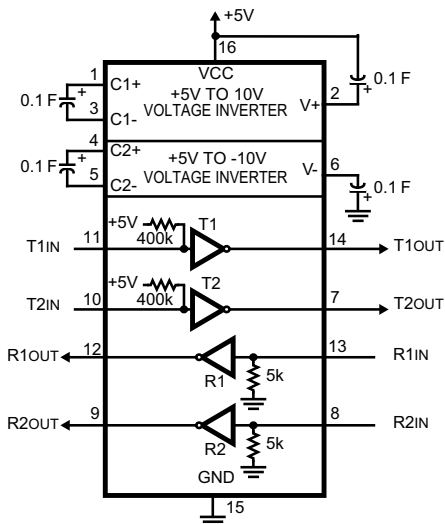 +5V
16
VCC
1
C1+
0.1 F
+
3
C1-
+5V TO 10V
VOLTAGE INVERTER
V+
2
+
0.1 F
4
C2+
0.1 F
+
5
C2-
+5V TO -10V
VOLTAGE INVERTER
V-
6
+
0.1 F
+5V
400k
T1
T1IN
11
14
T1OUT
+5V
400k
T2
T2IN
10
7
T2OUT
R1OUT
12
R1
5k
13
R1IN
R2OUT
9
R2
5k
8
R2IN
GND
15